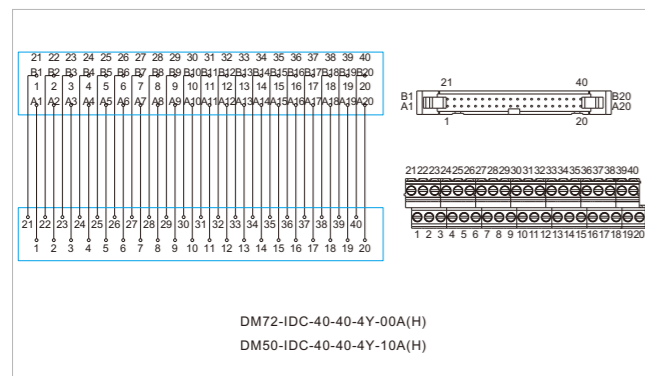 21 22 23 24 25 26 27 28 29 30 31 32 33 34 35 36 37 38 39 40
B1 B2 B3 B4 B5 B6 B7 B8 B9 B10 B11 B12 B13 B14 B15 B16 B17 B18 B19 B20
1 2 3 4 5 6 7 8 9 10 11 12 13 14 15 16 17 18 19 20
A1 A2 A3 A4 A5 A6 A7 A8 A9 A10 A11 A12 A13 A14 A15 A16 A17 A18 A19 A20
21 22 23 24 25 26 27 28 29 30 31 32 33 34 35 36 37 38 39 40
1 2 3 4 5 6 7 8 9 10 11 12 13 14 15 16 17 18 19 20
21 40
B1 B20
A1 A20
1 20
21 22 23 24 25 26 27 28 29 30 31 32 33 34 35 36 37 38 39 40
1 2 3 4 5 6 7 8 9 10 11 12 13 14 15 16 17 18 19 20
DM72-IDC-40-40-4Y-00A(H)
DM50-IDC-40-40-4Y-10A(H)